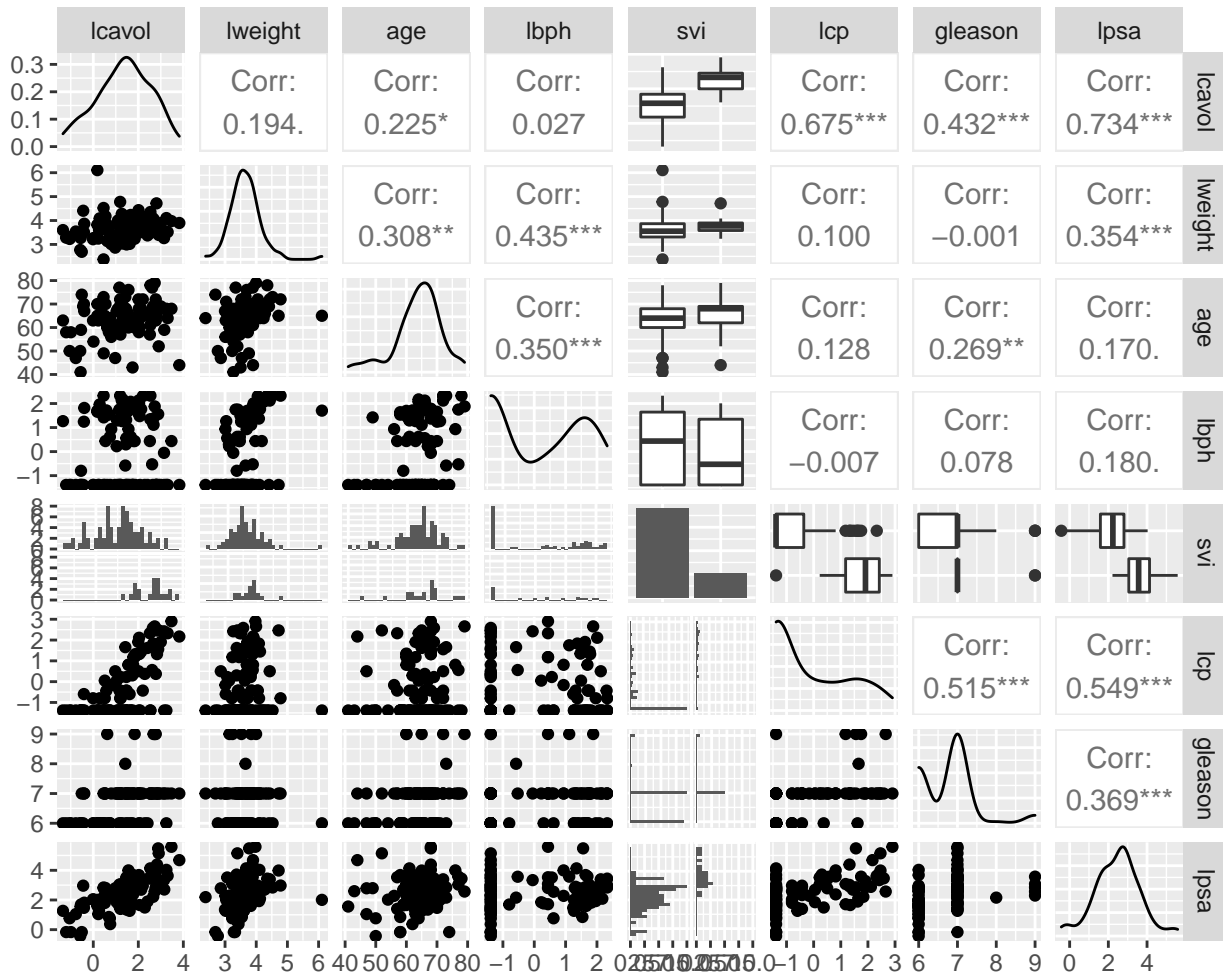 lcavol lweight age lbph svi lcp gleason lpsa
0.3
0.2
0.1
0.0
Corr:
0.194.
Corr:
0.225*
Corr:
0.027
Corr:
0.675***
Corr:
0.432***
Corr:
0.734***
lcavol
6
5
4
3
Corr:
0.308**
Corr:
0.435***
Corr:
0.100
Corr:
−0.001
Corr:
0.354***
lweight
80
70
60
50
40
Corr:
0.350***
Corr:
0.128
Corr:
0.269**
Corr:
0.170.
age
2
1
0
−1
Corr:
−0.007
Corr:
0.078
Corr:
0.180.
lbph
8
6
4
2
0
8
6
4
2
0
svi
3
2
1
0
−1
Corr:
0.515***
Corr:
0.549***
lcp
9
8
7
6
Corr:
0.369***
gleason
4
2
0
lpsa
0 2 4
3 4 5 6
40 50 60 70 80
−1 0 1 2
−1 0 1 2 3
6 7 8 9
0 2 4